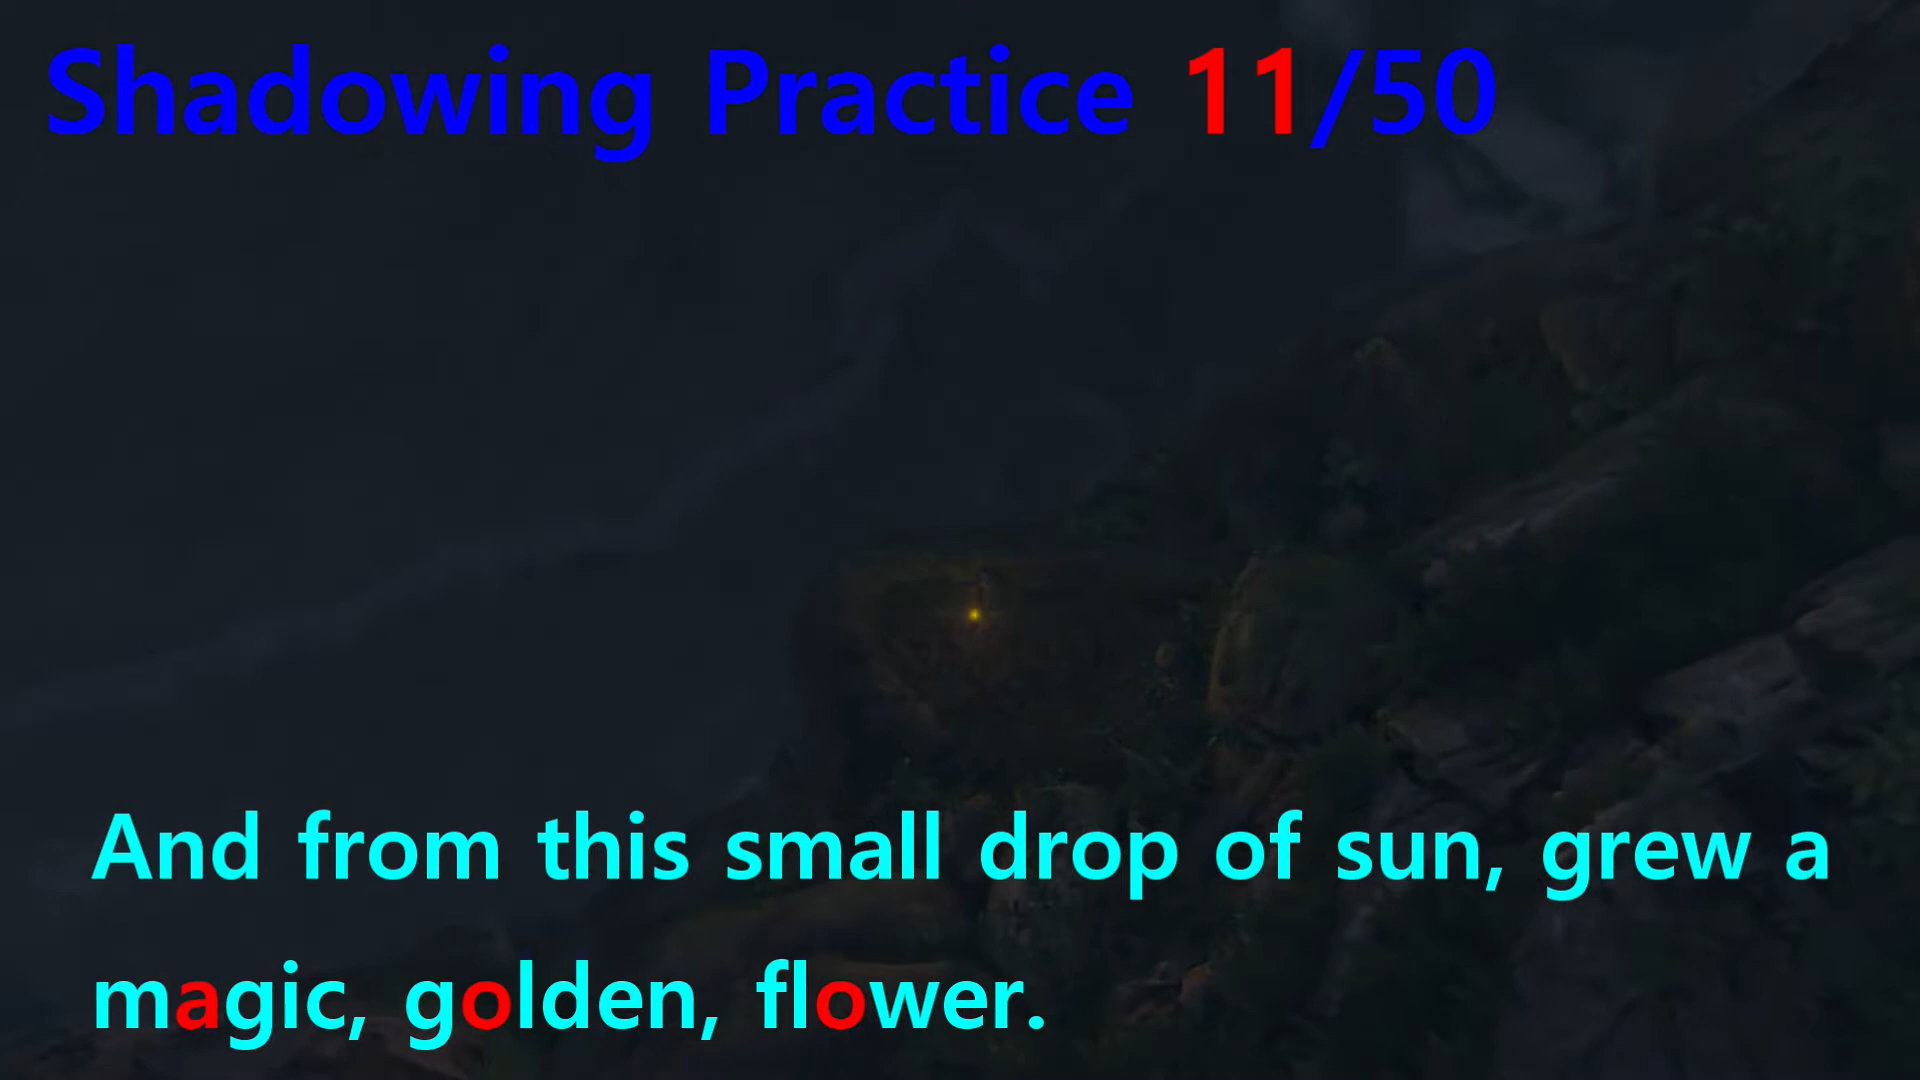 Shadowing Practice 11/50
And from this small drop of sun, grew a
magic, golden, flower.